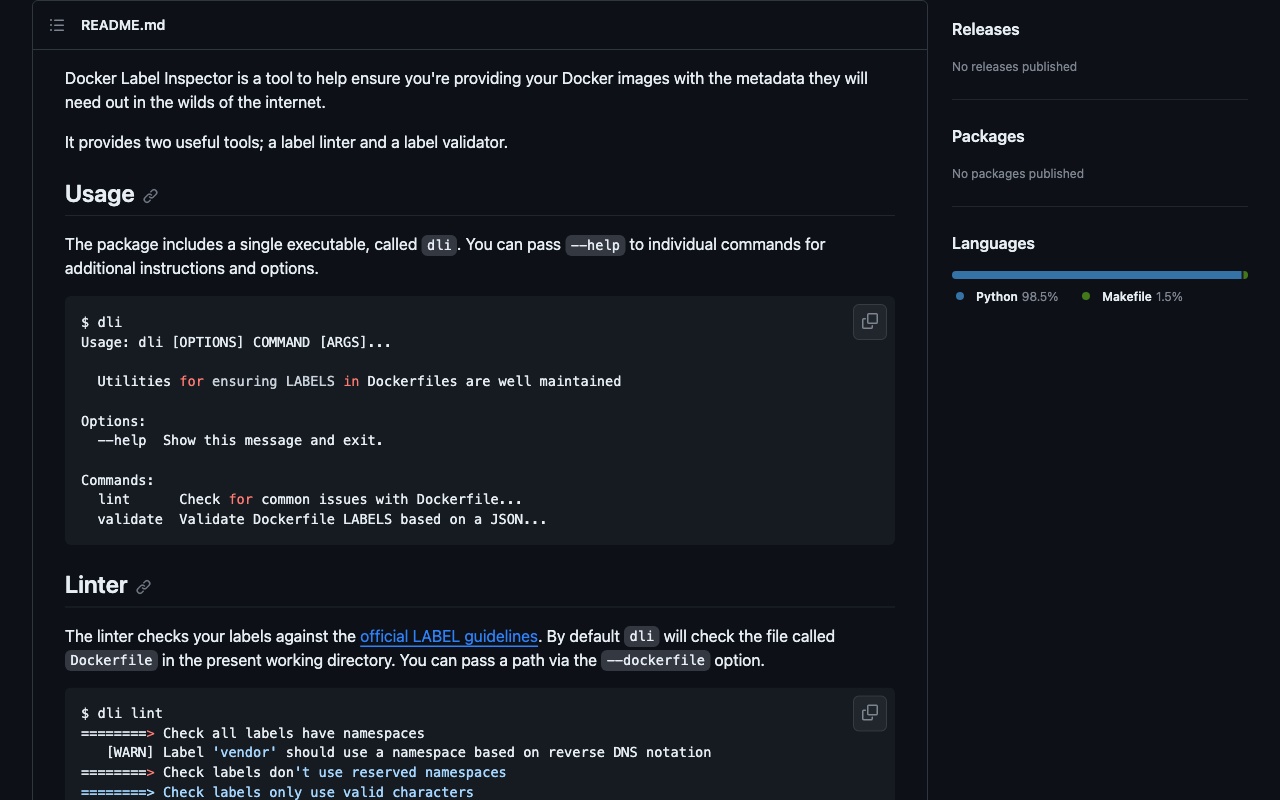 README.md
Docker Label Inspector is a tool to help ensure you're providing your Docker images with the metadata they will
need out in the wilds of the internet.
It provides two useful tools; a label linter and a label validator.
Usage
The package includes a single executable, called dli. You can pass --help to individual commands for
additional instructions and options.
$ dli
Usage: dli [OPTIONS] COMMAND [ARGS]...
  Utilities for ensuring LABELS in Dockerfiles are well maintained
Options:
  --help  Show this message and exit.
Commands:
  lint      Check for common issues with Dockerfile...
  validate  Validate Dockerfile LABELS based on a JSON...
Linter
The linter checks your labels against the official LABEL guidelines. By default dli will check the file called
Dockerfile in the present working directory. You can pass a path via the --dockerfile option.
$ dli lint
========> Check all labels have namespaces
   [WARN] Label 'vendor' should use a namespace based on reverse DNS notation
========> Check labels don't use reserved namespaces
========> Check labels only use valid characters
Releases
No releases published
Packages
No packages published
Languages
Python 98.5%
Makefile 1.5%